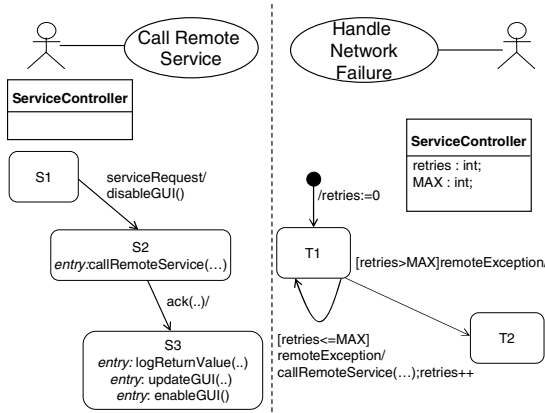 Call Remote
Service
ServiceController
S1
serviceRequest/
disableGUI()
S2
entry:callRemoteService(…)
ack(..)/
S3
entry: logReturnValue(..)
entry: updateGUI(..)
entry: enableGUI()
Handle
Network
Failure
ServiceController
retries : int;
MAX : int;
/retries:=0
T1
[retries>MAX]remoteException/
T2
[retries<=MAX]
remoteException/
callRemoteService(…);retries++